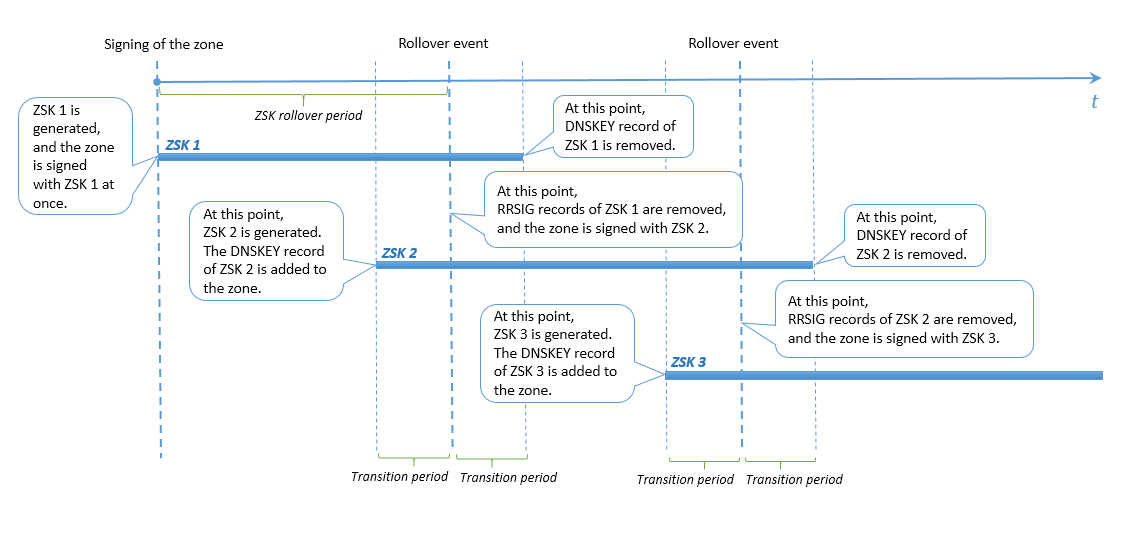 Signing of the zone
Rollover event
Rollover event
t
ZSK rollover period
ZSK 1 is
generated,
and the zone
is signed
with ZSK 1 at
once.
ZSK 1
At this point,
DNSKEY record of
ZSK 1 is removed.
At this point,
RRSIG records of ZSK 1 are removed,
and the zone is signed with ZSK 2.
At this point,
ZSK 2 is generated.
The DNSKEY record
of ZSK 2 is added to
the zone.
ZSK 2
At this point,
DNSKEY record of
ZSK 2 is removed.
At this point,
RRSIG records of ZSK 2 are removed,
and the zone is signed with ZSK 3.
At this point,
ZSK 3 is generated.
The DNSKEY record
of ZSK 3 is added to
the zone.
ZSK 3
Transition period
Transition period
Transition period
Transition period